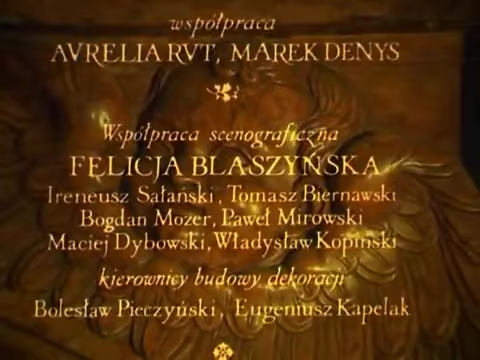 współpraca
AVRELIA RVT, MAREK DENYS
Współpraca scenograficzna
FELICJA BLASZYŃSKA
Ireneusz Sałański, Tomasz Biernawski
Bogdan Mozer, Paweł Mirowski
Maciej Dybowski, Władysław Kopiński
kierownicy budowy dekoracji
Bolesław Pieczyński, Eugeniusz Kapelak